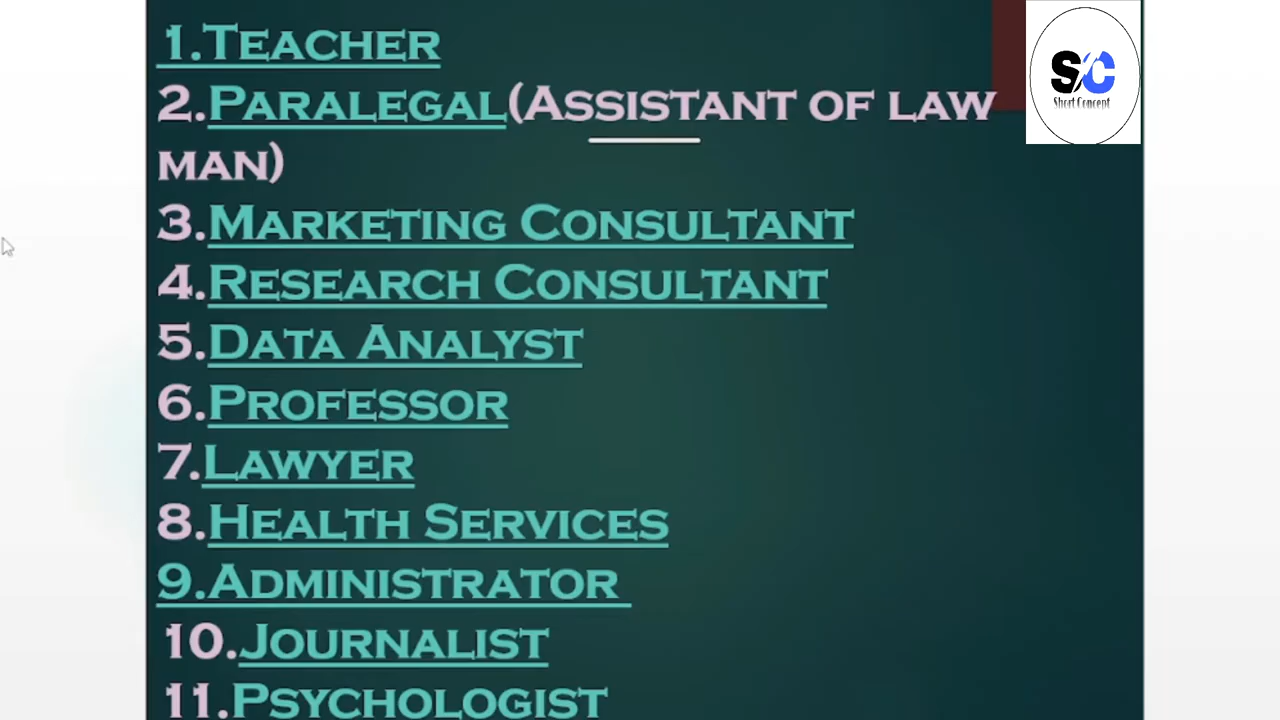 1.Teacher
2.Paralegal(Assistant of law
man)
3.Marketing Consultant
4.Research Consultant
5.Data Analyst
6.Professor
7.Lawyer
8.Health Services
9.Administrator
10.Journalist
11.Psychologist
S/C
Short Concept